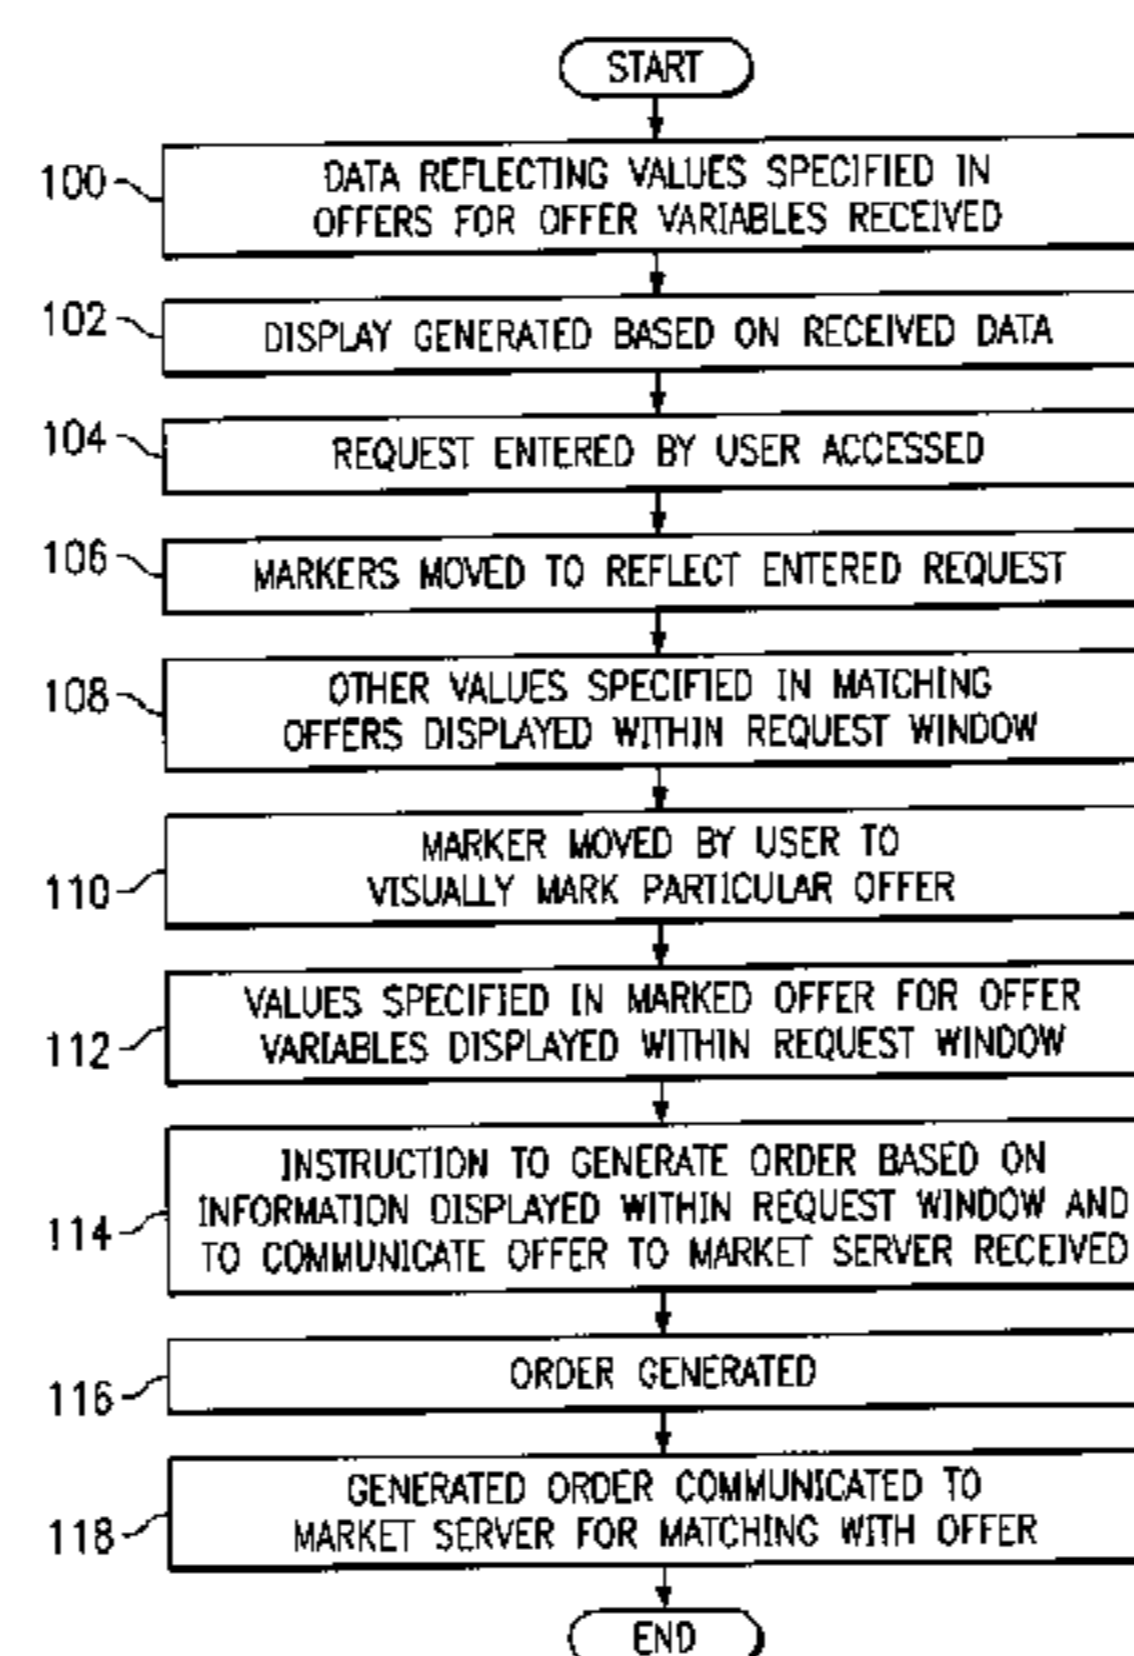 START
100
DATA REFLECTING VALUES SPECIFIED IN
OFFERS FOR OFFER VARIABLES RECEIVED
102
DISPLAY GENERATED BASED ON RECEIVED DATA
104
REQUEST ENTERED BY USER ACCESSED
106
MARKERS MOVED TO REFLECT ENTERED REQUEST
108
OTHER VALUES SPECIFIED IN MATCHING
OFFERS DISPLAYED WITHIN REQUEST WINDOW
110
MARKER MOVED BY USER TO
VISUALLY MARK PARTICULAR OFFER
112
VALUES SPECIFIED IN MARKED OFFER FOR OFFER
VARIABLES DISPLAYED WITHIN REQUEST WINDOW
114
INSTRUCTION TO GENERATE ORDER BASED ON
INFORMATION DISPLAYED WITHIN REQUEST WINDOW AND
TO COMMUNICATE OFFER TO MARKET SERVER RECEIVED
116
ORDER GENERATED
118
GENERATED ORDER COMMUNICATED TO
MARKET SERVER FOR MATCHING WITH OFFER
END